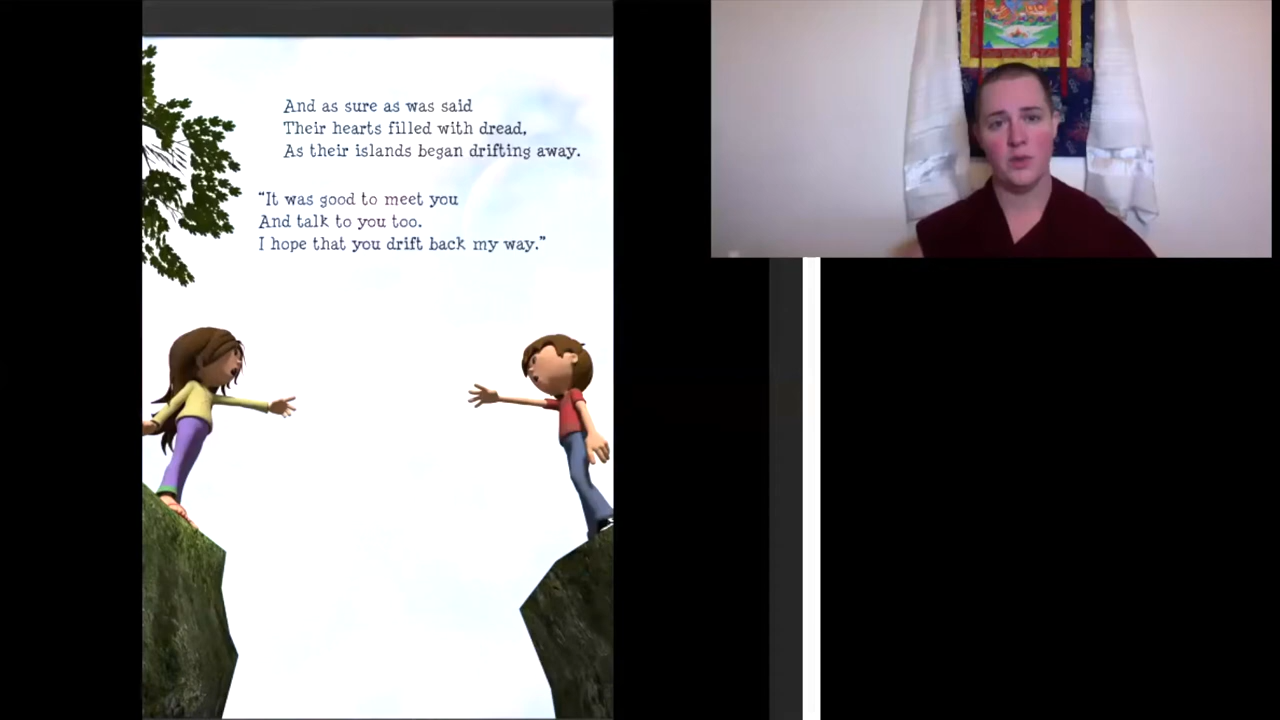 And as sure as was said
Their hearts filled with dread,
As their islands began drifting away.
“It was good to meet you
And talk to you too.
I hope that you drift back my way.”